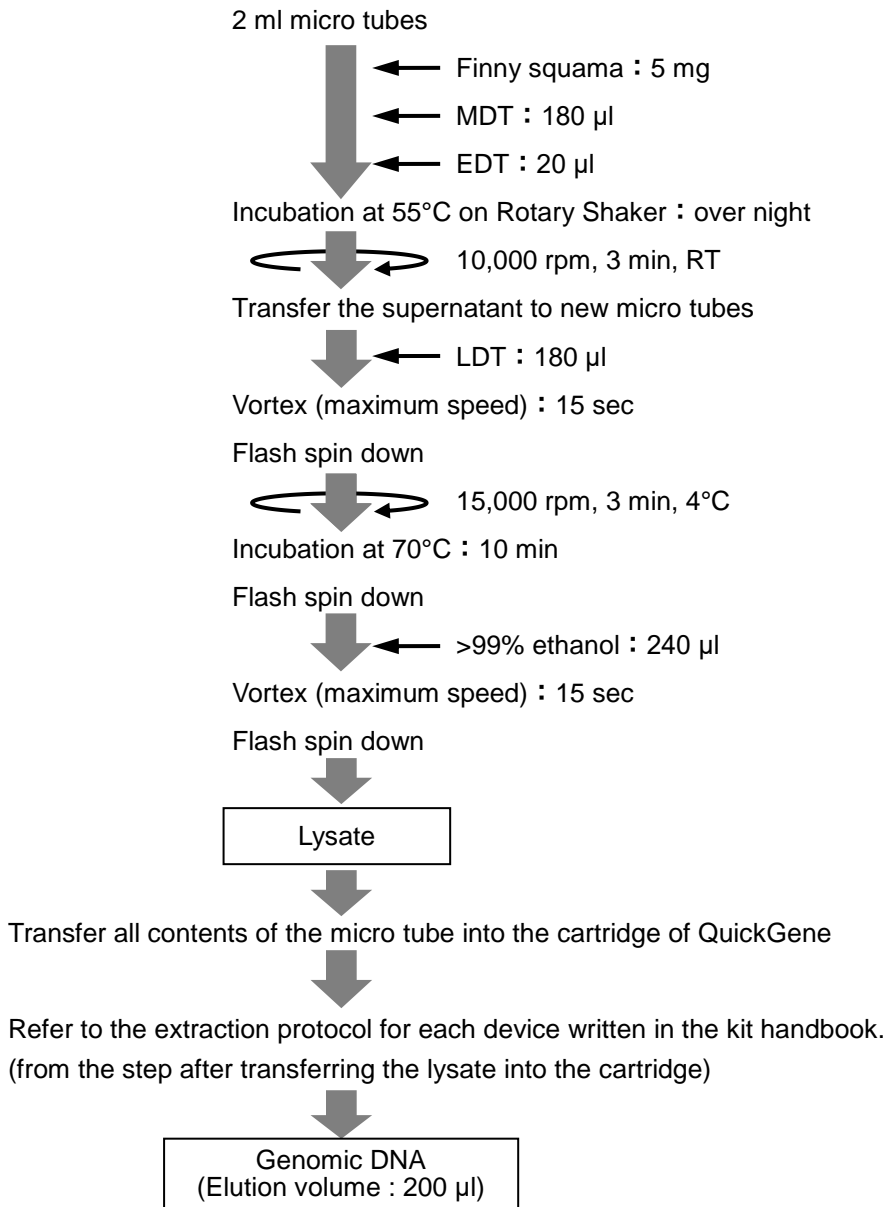 2 ml micro tubes
Finny squama：5 mg
MDT：180 µl
EDT：20 µl
Incubation at 55°C on Rotary Shaker：over night
10,000 rpm, 3 min, RT
Transfer the supernatant to new micro tubes
LDT：180 µl
Vortex (maximum speed)：15 sec
Flash spin down
15,000 rpm, 3 min, 4°C
Incubation at 70°C：10 min
Flash spin down
>99% ethanol：240 µl
Vortex (maximum speed)：15 sec
Flash spin down
Lysate
Transfer all contents of the micro tube into the cartridge of QuickGene
Refer to the extraction protocol for each device written in the kit handbook.
(from the step after transferring the lysate into the cartridge)
Genomic DNA
(Elution volume : 200 µl)